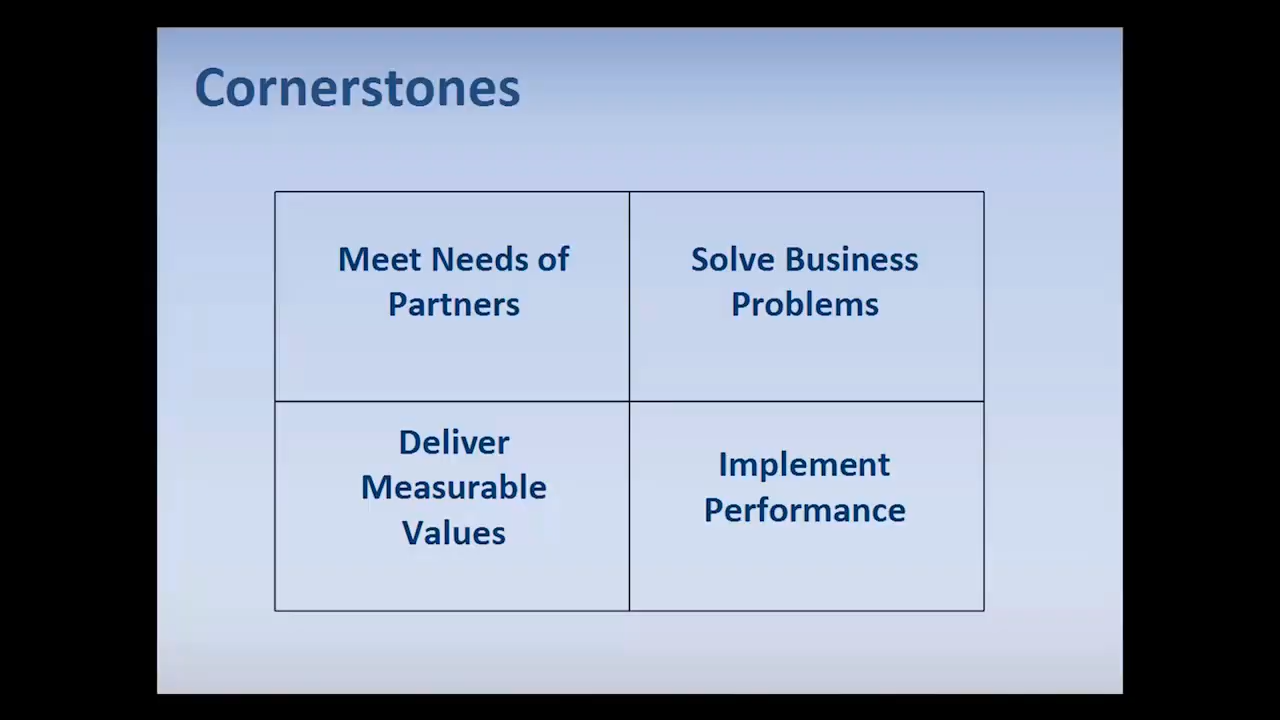 Cornerstones
Meet Needs of
Partners
Solve Business
Problems
Deliver
Measurable
Values
Implement
Performance